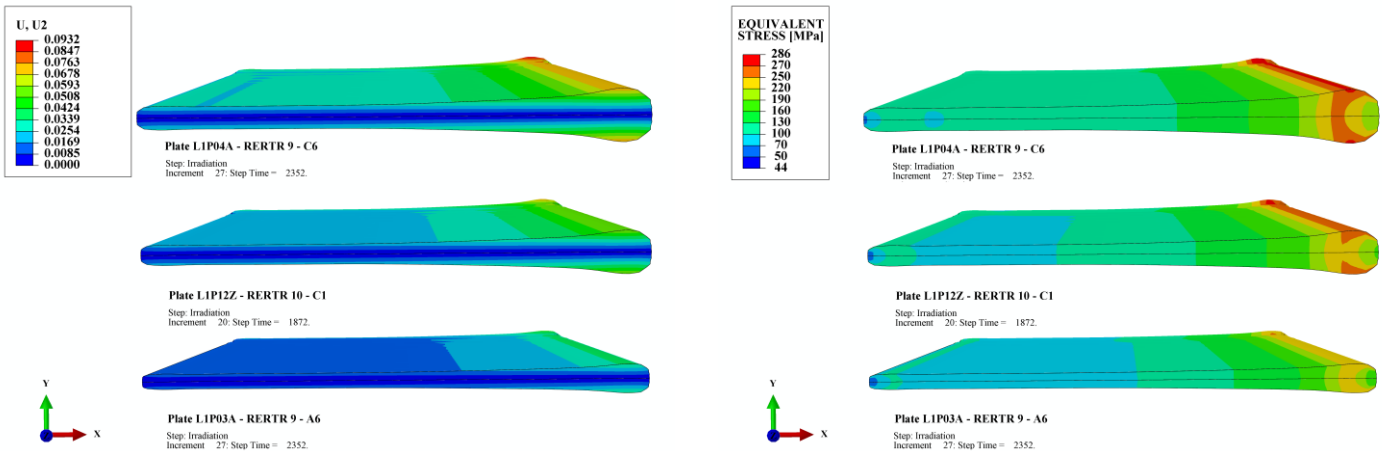 U, U2
0.0932
0.0847
0.0763
0.0678
0.0593
0.0508
0.0424
0.0339
0.0254
0.0169
0.0085
0.0000
Plate L1P04A - RERTR 9 - C6
Step: Irradiation
Increment 27: Step Time = 2352.
Plate L1P12Z - RERTR 10 - C1
Step: Irradiation
Increment 20: Step Time = 1872.
Plate L1P03A - RERTR 9 - A6
Step: Irradiation
Increment 27: Step Time = 2352.
Y
X
EQUIVALENT
STRESS [MPa]
286
270
250
220
190
160
130
100
70
50
44
Plate L1P04A - RERTR 9 - C6
Step: Irradiation
Increment 27: Step Time = 2352.
Plate L1P12Z - RERTR 10 - C1
Step: Irradiation
Increment 20: Step Time = 1872.
Plate L1P03A - RERTR 9 - A6
Step: Irradiation
Increment 27: Step Time = 2352.
Y
X